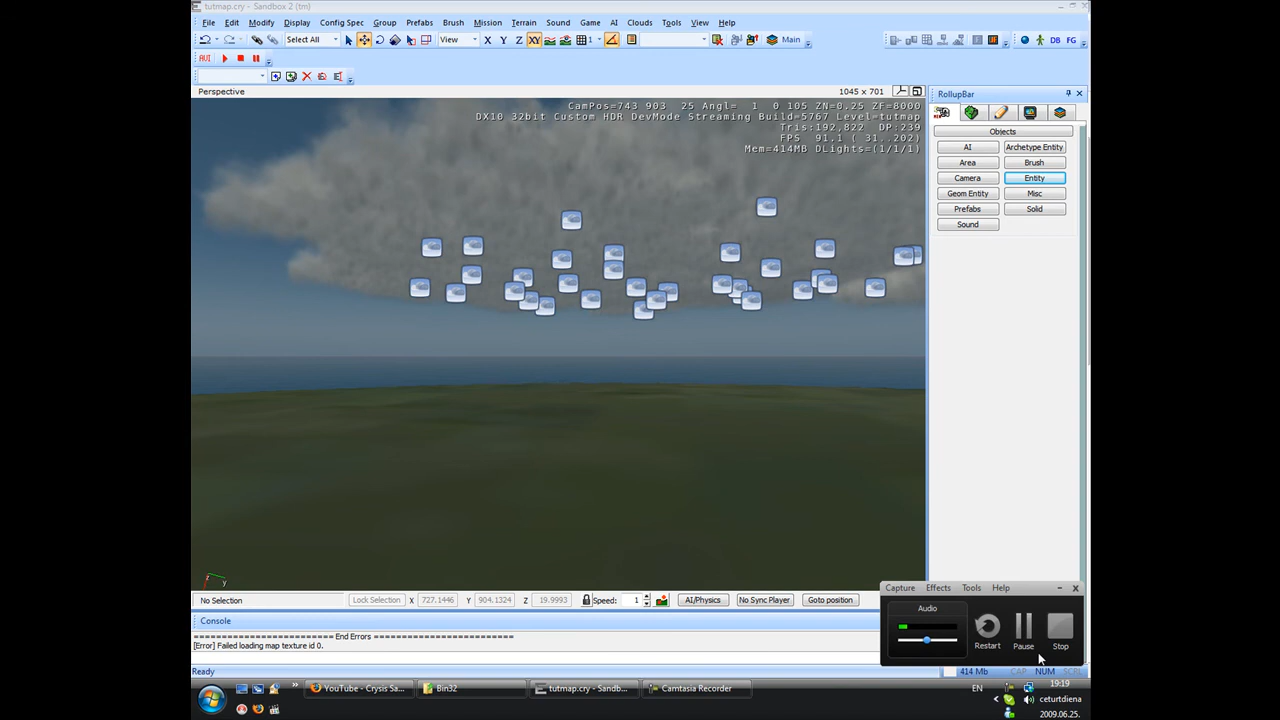 tutmap.cry - Sandbox 2 (tm)
File Edit Modify Display Config Spec Group Prefabs Brush Mission Terrain Sound Game AI Clouds Tools View Help
Select All View X Y Z XY 1 Main DB FG
AVI
Perspective 1045 x 701
RollupBar
CamPos=743 903 25 Angl= 1 0 105 ZN=0.25 ZF=8000
DX10 32bit Custom HDR DevMode Streaming Build=5767 Level=tutmap
Tris:192,822 DP:239
FPS 91.1 ( 31..202)
Mem=414MB DLights=(1/1/1)
Objects
AI Archetype Entity
Area Brush
Camera Entity
Geom Entity Misc
Prefabs Solid
Sound
y
No Selection Lock Selection X 727.1446 Y 904.1324 Z 19.9993 Speed: 1 AI/Physics No Sync Player Goto position
Console
======================== End Errors ========================
[Error] Failed loading map texture id 0.
Capture Effects Tools Help
Audio
Restart Pause Stop
Ready 414 Mb CAP NUM SCRL
YouTube - Crysis Sa... Bin32 tutmap.cry - Sandb... Camtasia Recorder EN
19:19
ceturtdiena
2009.06.25.